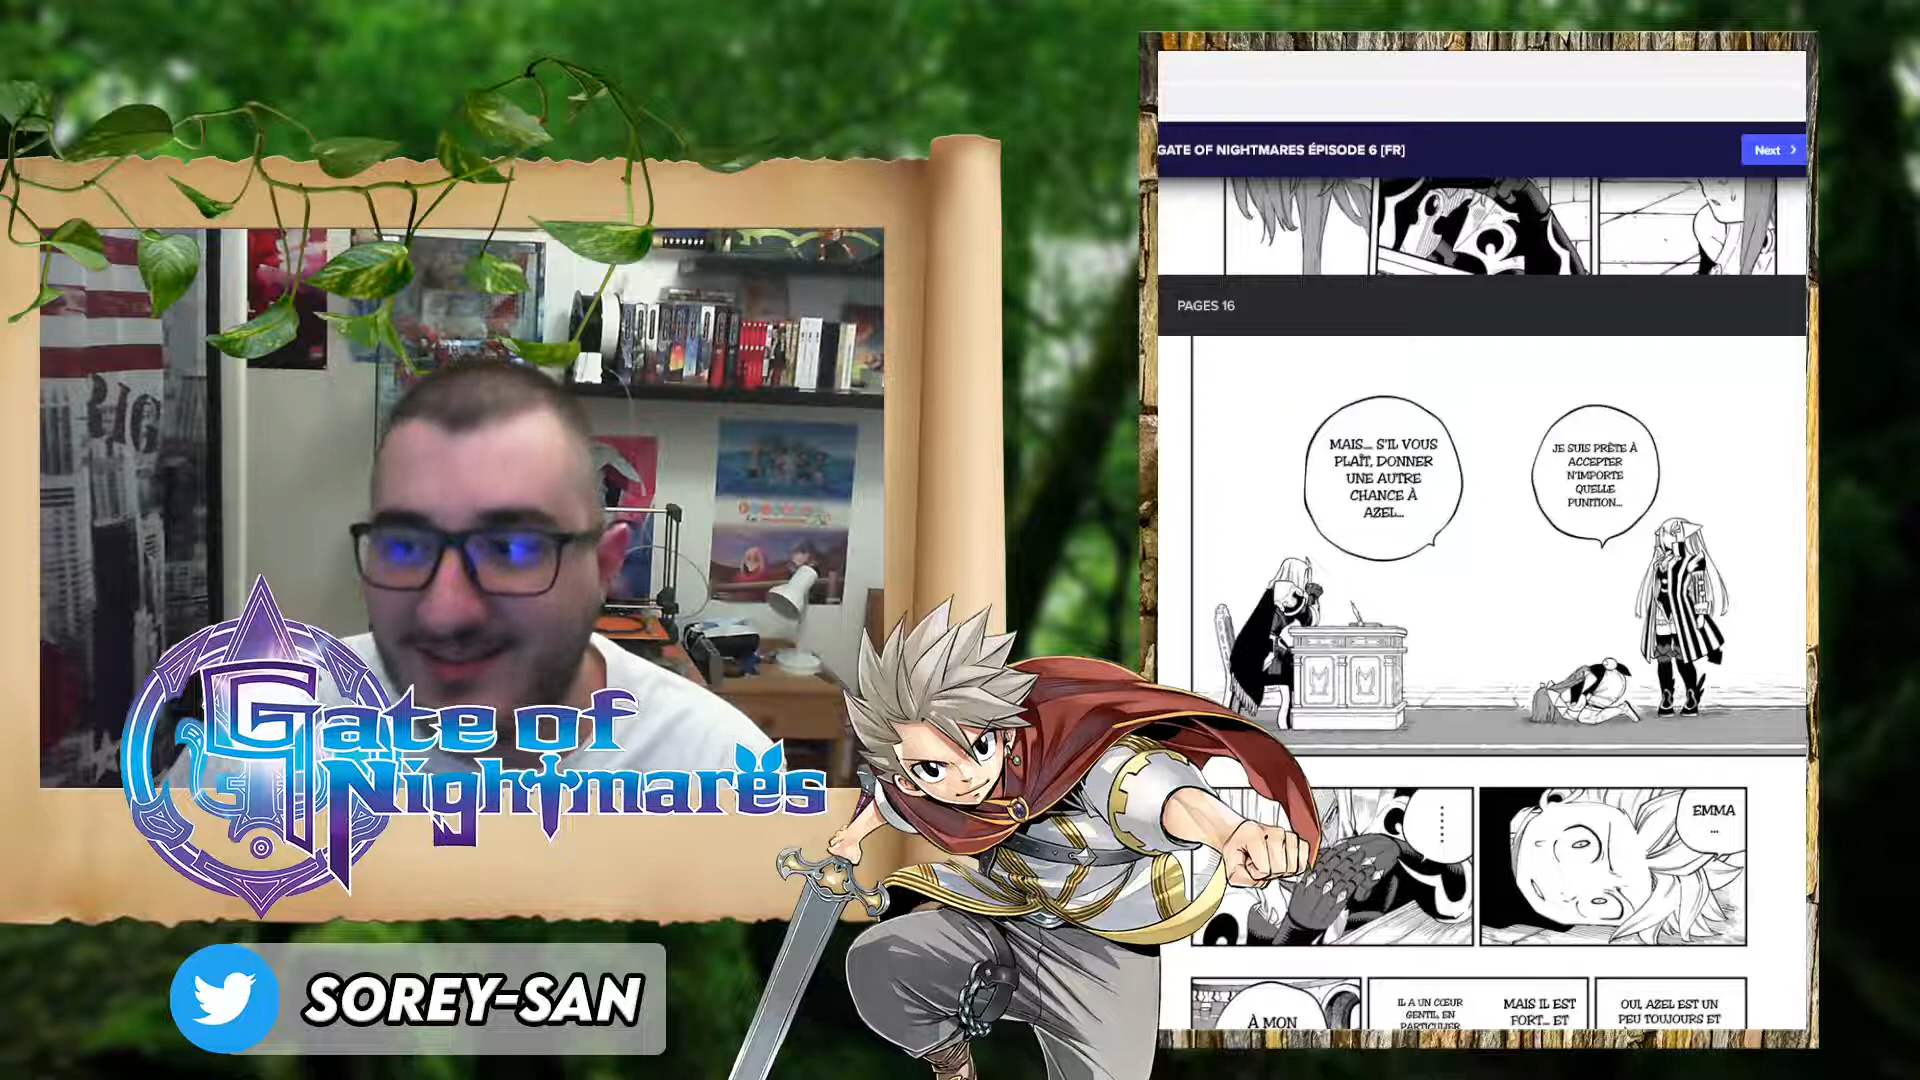 GATE OF NIGHTMARES ÉPISODE 6 [FR]
Next
PAGES 16
MAIS... S'IL VOUS
PLAÎT, DONNER
UNE AUTRE
CHANCE À
AZEL...
JE SUIS PRÊTE À
ACCEPTER
N'IMPORTE
QUELLE
PUNITION...
EMMA
...
À MON
IL A UN CŒUR
GENTIL, EN
PARTICULIER
MAIS IL EST
FORT... ET
OUI, AZEL EST UN
PEU TOUJOURS ET
Gate of
Nightmares
SOREY-SAN